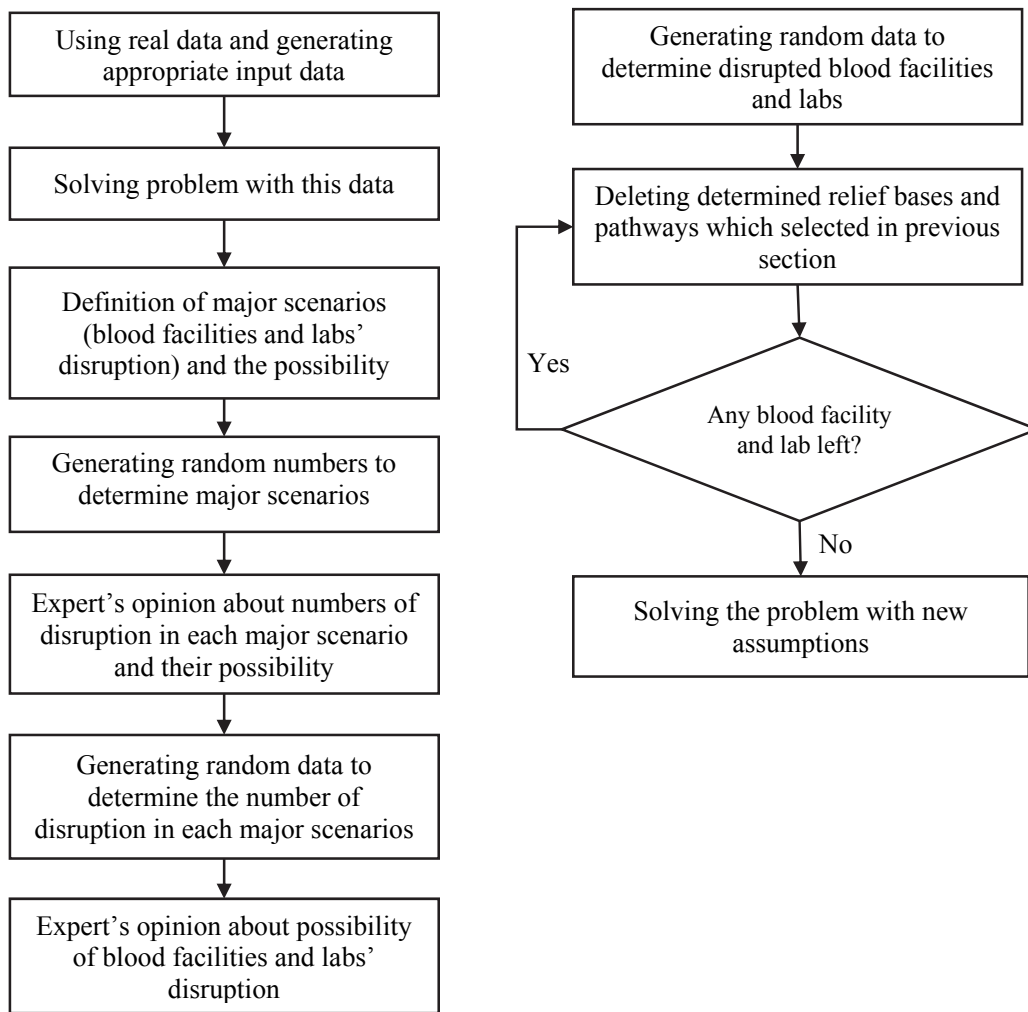 Using real data and generating
appropriate input data
Solving problem with this data
Definition of major scenarios
(blood facilities and labs’
disruption) and the possibility
Generating random numbers to
determine major scenarios
Expert’s opinion about numbers of
disruption in each major scenario
and their possibility
Generating random data to
determine the number of
disruption in each major scenarios
Expert’s opinion about possibility
of blood facilities and labs’
disruption
Generating random data to
determine disrupted blood facilities
and labs
Deleting determined relief bases and
pathways which selected in previous
section
Yes
Any blood facility
and lab left?
No
Solving the problem with new
assumptions